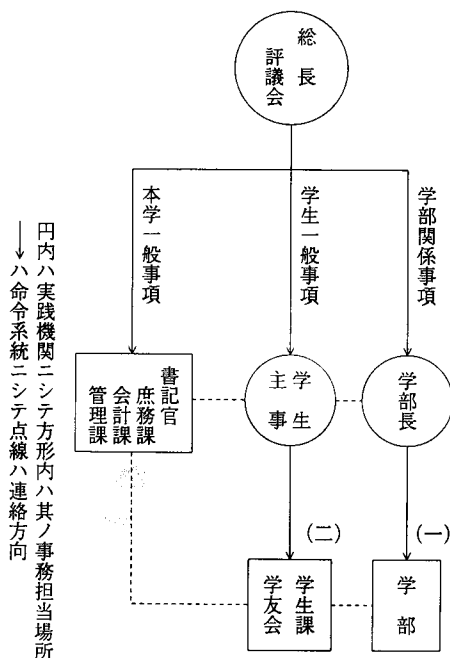 総長
評議会
学部関係事項
学生一般事項
本学一般事項
学部長
学生
主事
書記官
庶務課
会計課
管理課
(一)
(二)
学部
学生課
学友会
円内ハ実践機関ニシテ方形内ハ其ノ事務担当場所
→ハ命令系統ニシテ点線ハ連絡方向